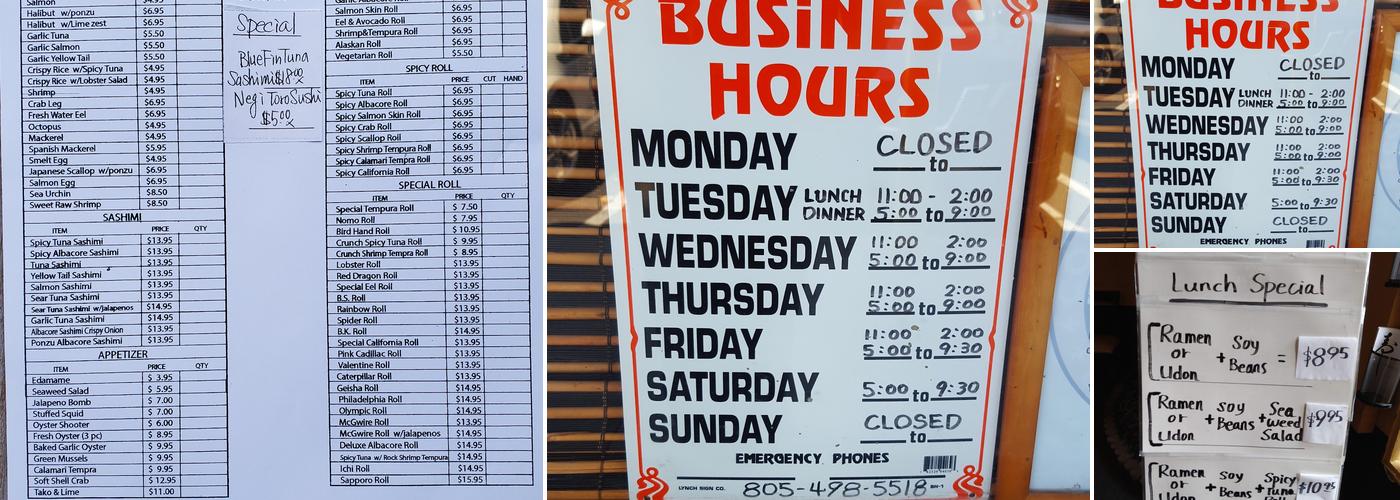 Salmon $4.95
Halibut w/ponzu $6.95
Halibut w/Lime zest $6.95
Garlic Tuna $5.50
Garlic Salmon $5.50
Garlic Yellow Tail $5.50
Crispy Rice w/Spicy Tuna $4.95
Crispy Rice w/Lobster Salad $4.95
Shrimp $4.95
Crab Leg $6.95
Fresh Water Eel $6.95
Octopus $4.95
Mackerel $4.95
Spanish Mackerel $5.95
Smelt Egg $4.95
Japanese Scallop w/ponzu $6.95
Salmon Egg $6.95
Sea Urchin $8.50
Sweet Raw Shrimp $8.50
SASHIMI
ITEM PRICE QTY
Spicy Tuna Sashimi $13.95
Spicy Albacore Sashimi $13.95
Tuna Sashimi $13.95
Yellow Tail Sashimi $14.95
Salmon Sashimi $13.95
Sear Tuna Sashimi $13.95
Sear Tuna Sashimi w/jalapenos $14.95
Garlic Tuna Sashimi $14.95
Albacore Sashimi Crispy Onion $13.95
Ponzu Albacore Sashimi $13.95
APPETIZER
ITEM PRICE QTY
Edamame $ 3.95
Seaweed Salad $ 5.95
Jalapeno Bomb $ 7.00
Stuffed Squid $ 7.00
Oyster Shooter $ 6.00
Fresh Oyster (3 pc) $ 8.95
Baked Garlic Oyster $ 9.95
Green Mussels $ 9.95
Calamari Tempra $ 9.95
Soft Shell Crab $ 12.95
Tako & Lime $11.00
Special
BlueFinTuna
Sashimi $18.00
Negi Toro Sushi
$5.00
Salmon Skin Roll $6.95
Eel & Avocado Roll $6.95
Shrimp&Tempura Roll $6.95
Alaskan Roll $6.95
Vegetarian Roll $5.50
SPICY ROLL
ITEM PRICE CUT HAND
Spicy Tuna Roll $6.95
Spicy Albacore Roll $6.95
Spicy Salmon Skin Roll $6.95
Spicy Crab Roll $6.95
Spicy Scallop Roll $6.95
Spicy Shrimp Tempura Roll $6.95
Spicy Calamari Tempra Roll $6.95
Spicy California Roll $6.95
SPECIAL ROLL
ITEM PRICE QTY
Special Tempura Roll $ 7.50
Nomo Roll $ 7.95
Bird Hand Roll $ 10.95
Crunch Spicy Tuna Roll $ 9.95
Crunch Shrimp Tempra Roll $ 8.95
Lobster Roll $13.95
Red Dragon Roll $13.95
Special Eel Roll $13.95
B.S. Roll $13.95
Rainbow Roll $13.95
Spider Roll $13.95
B.K. Roll $14.95
Special California Roll $13.95
Pink Cadillac Roll $13.95
Valentine Roll $13.95
Caterpillar Roll $13.95
Geisha Roll $14.95
Philadelphia Roll $14.95
Olympic Roll $14.95
McGwire Roll $13.95
McGwire Roll w/jalapenos $14.95
Deluxe Albacore Roll $14.95
Spicy Tuna w/ Rock Shrimp Tempura $14.95
Ichi Roll $14.95
Sapporo Roll $15.95
BUSINESS
HOURS
MONDAY CLOSED
to
TUESDAY LUNCH 11:00 - 2:00
DINNER 5:00 to 9:00
WEDNESDAY 11:00 2:00
5:00 to 9:00
THURSDAY 11:00 2:00
5:00 to 9:00
FRIDAY 11:00 2:00
5:00 to 9:30
SATURDAY 5:00 to 9:30
SUNDAY CLOSED
to
EMERGENCY PHONES
LYNCH SIGN CO. 805-498-5518
BUSINESS
HOURS
MONDAY CLOSED
to
TUESDAY LUNCH 11:00 - 2:00
DINNER 5:00 to 9:00
WEDNESDAY 11:00 2:00
5:00 to 9:00
THURSDAY 11:00 2:00
5:00 to 9:00
FRIDAY 11:00 2:00
5:00 to 9:30
SATURDAY 5:00 to 9:30
SUNDAY CLOSED
to
EMERGENCY PHONES
Lunch Special
Ramen or Udon + Soy Beans = $8.95
Ramen or Udon + Soy Beans + Sea weed Salad $9.95
Ramen Soy Spicy
or + Beans + Tuna $10.95